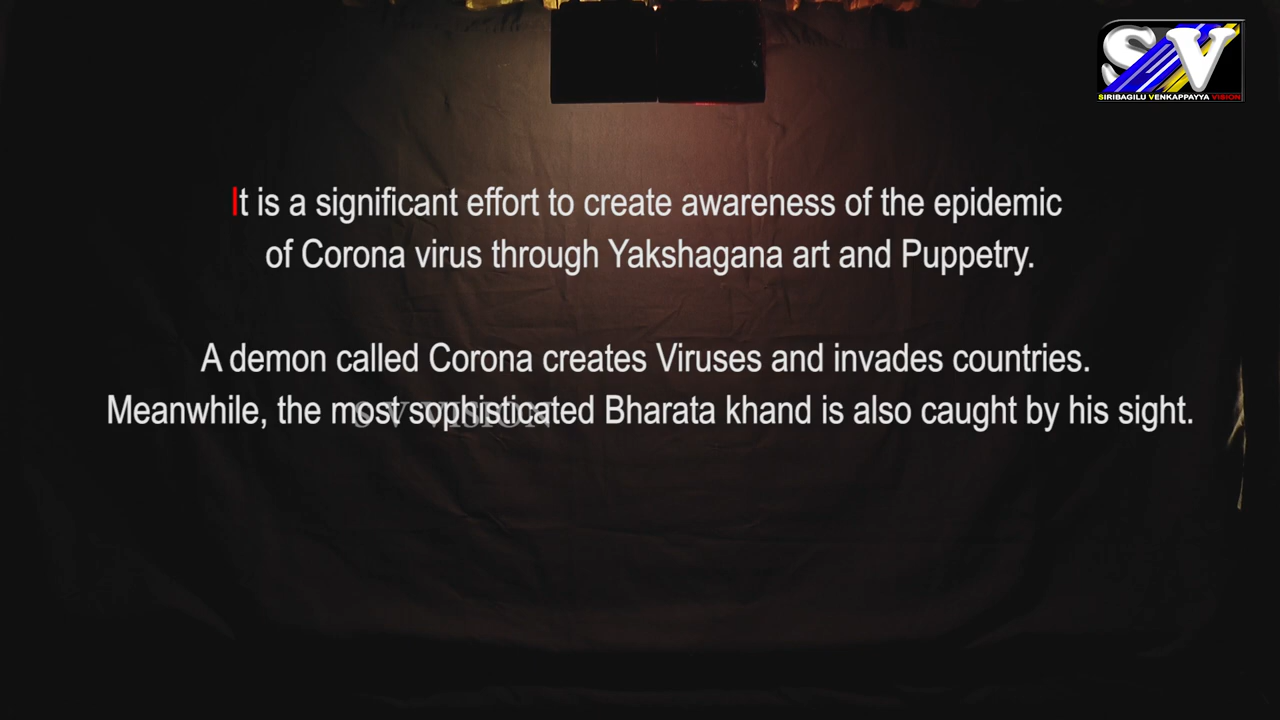 SV
SIRIBAGILU VENKAPPAYYA VISION
It is a significant effort to create awareness of the epidemic
of Corona virus through Yakshagana art and Puppetry.
A demon called Corona creates Viruses and invades countries.
Meanwhile, the most sophisticated Bharata khand is also caught by his sight.
S V VISION